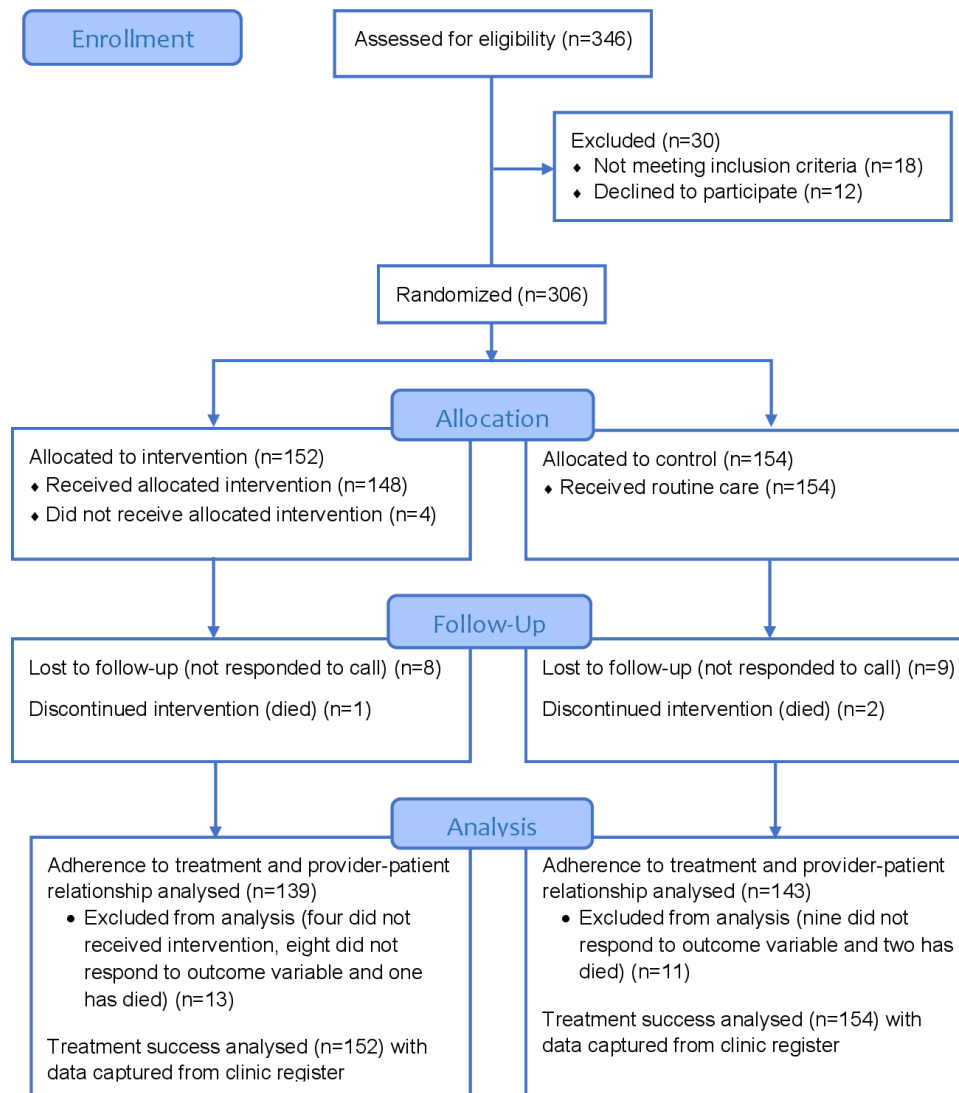 Enrollment
Assessed for eligibility (n=346)
Excluded (n=30)
♦ Not meeting inclusion criteria (n=18)
♦ Declined to participate (n=12)
Randomized (n=306)
Allocation
Allocated to intervention (n=152)
♦ Received allocated intervention (n=148)
♦ Did not receive allocated intervention (n=4)
Allocated to control (n=154)
♦ Received routine care (n=154)
Follow-Up
Lost to follow-up (not responded to call) (n=8)
Discontinued intervention (died) (n=1)
Lost to follow-up (not responded to call) (n=9)
Discontinued intervention (died) (n=2)
Analysis
Adherence to treatment and provider-patient
relationship analysed (n=139)
• Excluded from analysis (four did not
received intervention, eight did not
respond to outcome variable and one
has died) (n=13)
Treatment success analysed (n=152) with
data captured from clinic register
Adherence to treatment and provider-patient
relationship analysed (n=143)
• Excluded from analysis (nine did not
respond to outcome variable and two has
died) (n=11)
Treatment success analysed (n=154) with
data captured from clinic register